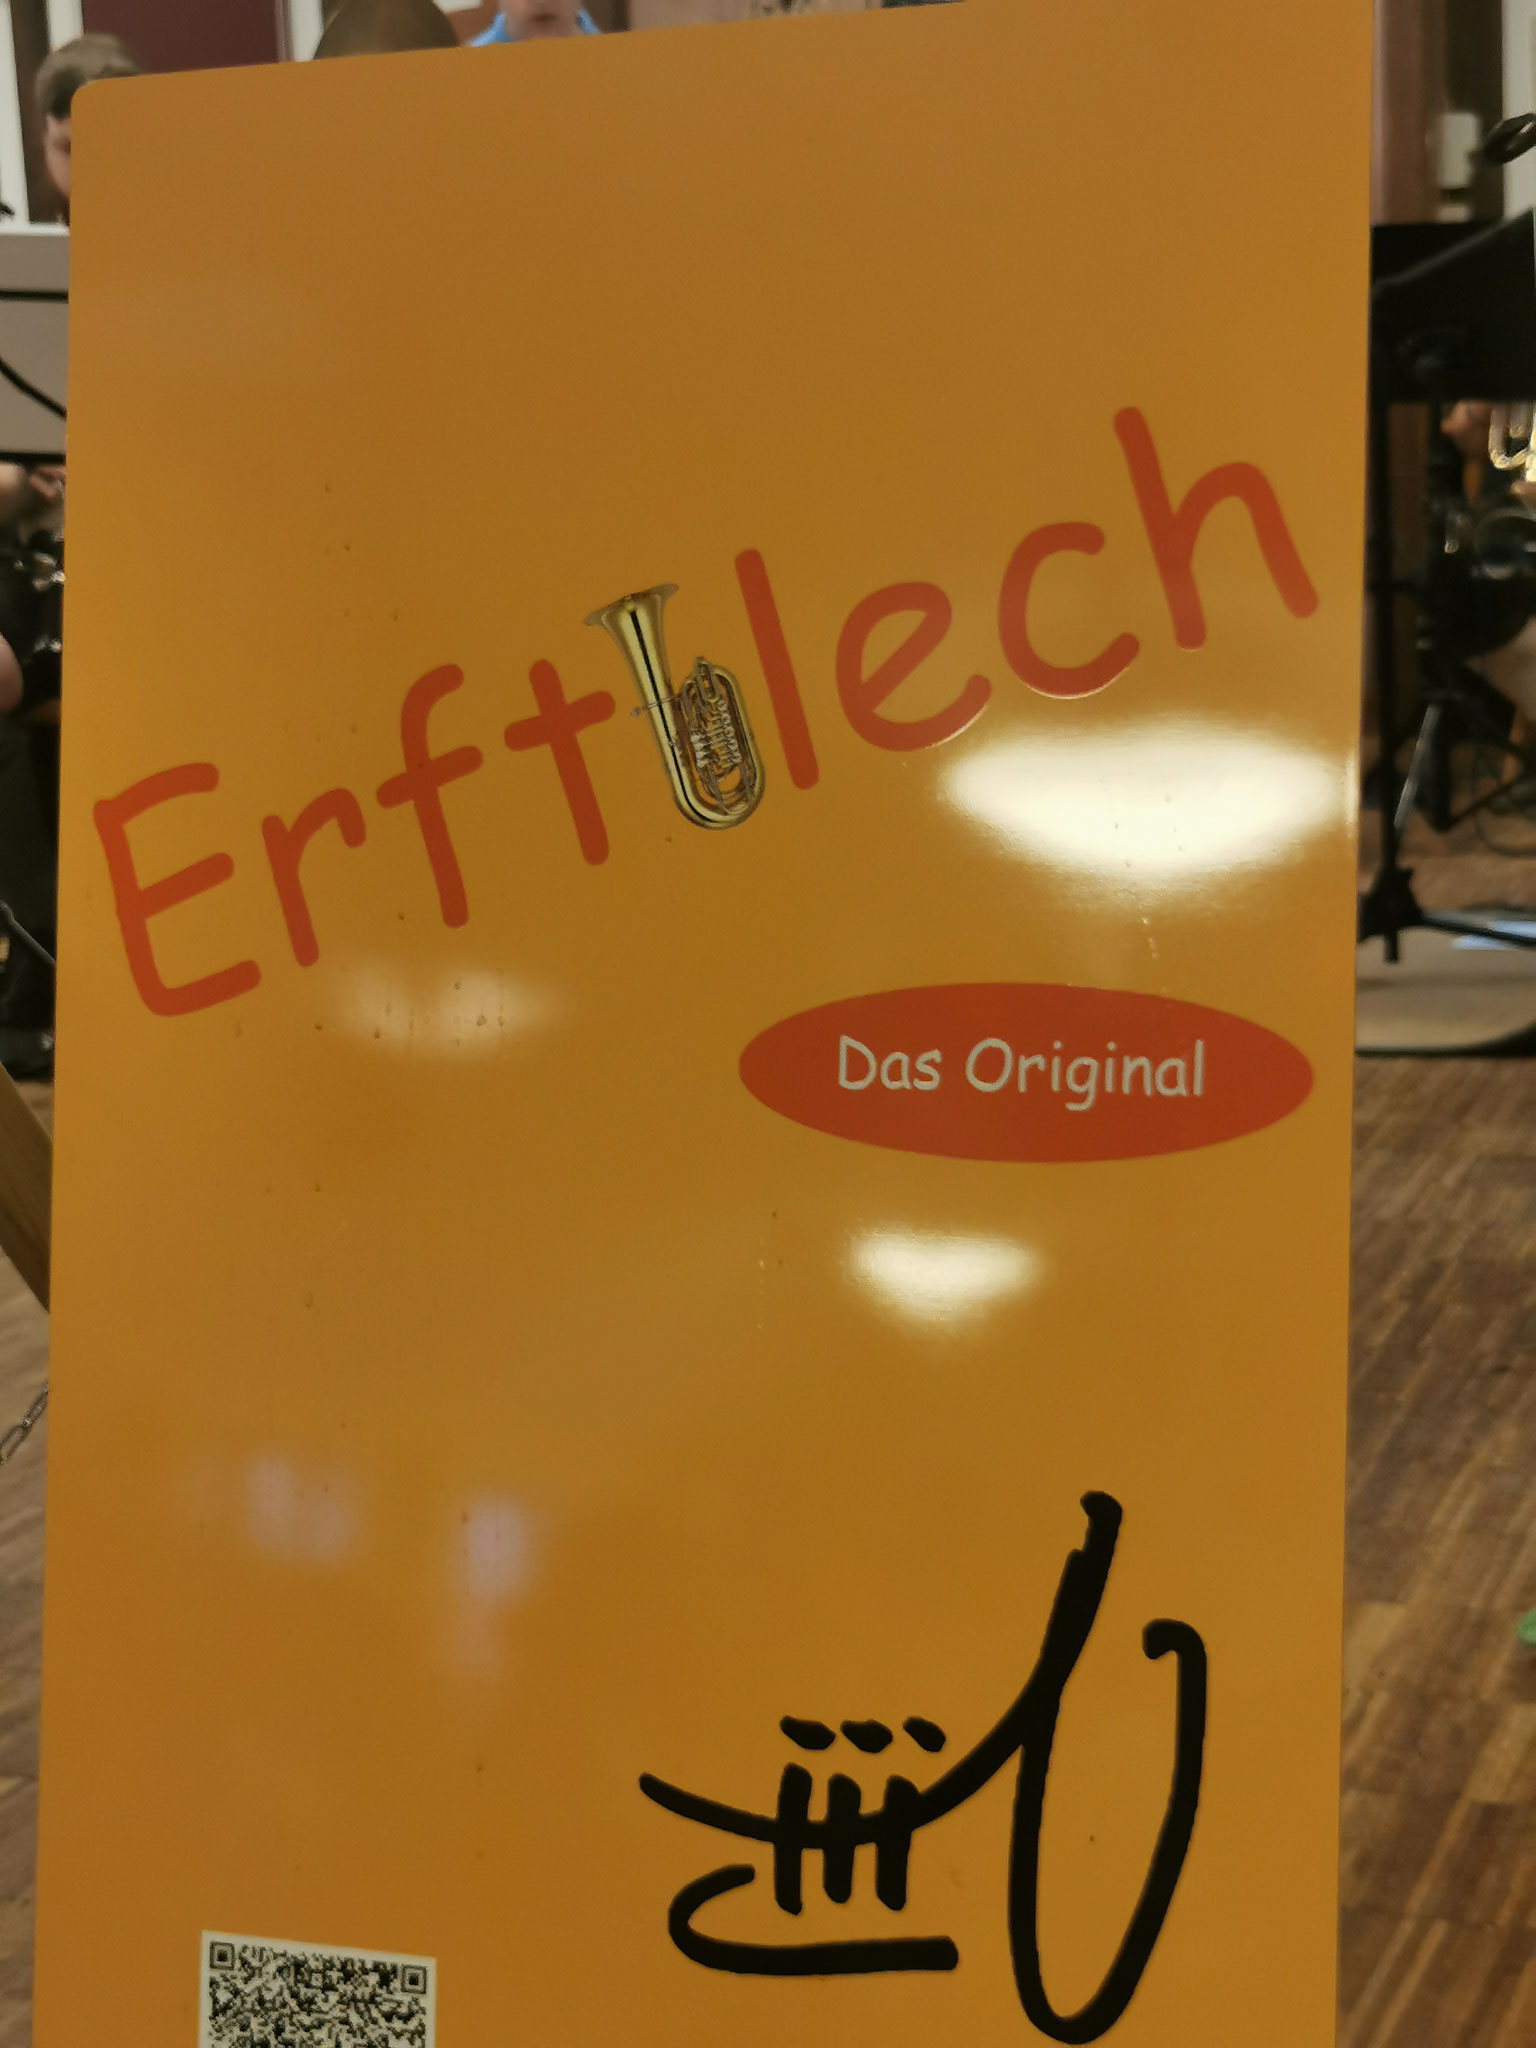 Erftblech
Das Original